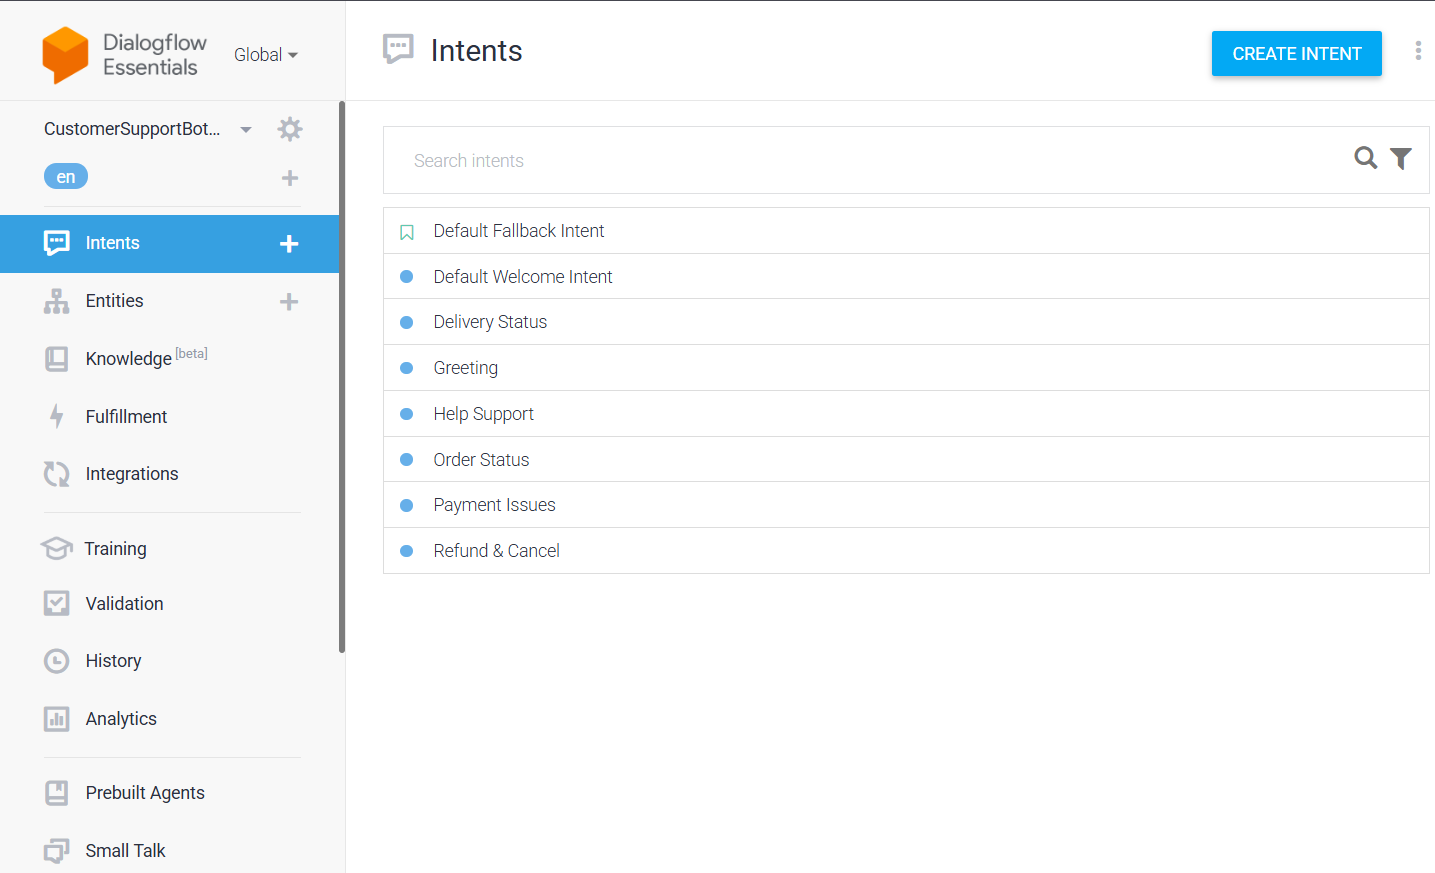 Dialogflow
Essentials
Global
CustomerSupportBot...
en
Intents
Entities
Knowledge [beta]
Fulfillment
Integrations
Training
Validation
History
Analytics
Prebuilt Agents
Small Talk
Intents
CREATE INTENT
Search intents
Default Fallback Intent
Default Welcome Intent
Delivery Status
Greeting
Help Support
Order Status
Payment Issues
Refund & Cancel